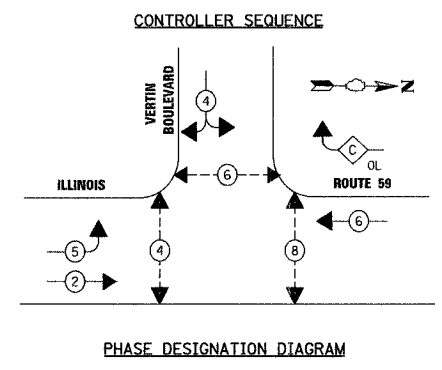 CONTROLLER SEQUENCE
VERTIN
BOULEVARD
4
N
C
OL
6
ILLINOIS
ROUTE 59
5
4
8
6
2
PHASE DESIGNATION DIAGRAM